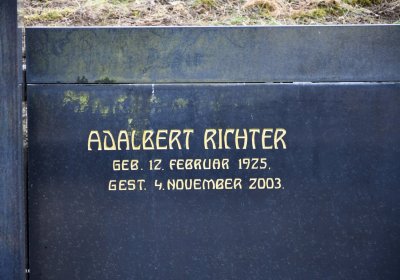 ADALBERT RICHTER
GEB. 12. FEBRUAR 1925,
GEST. 4. NOVEMBER 2003.